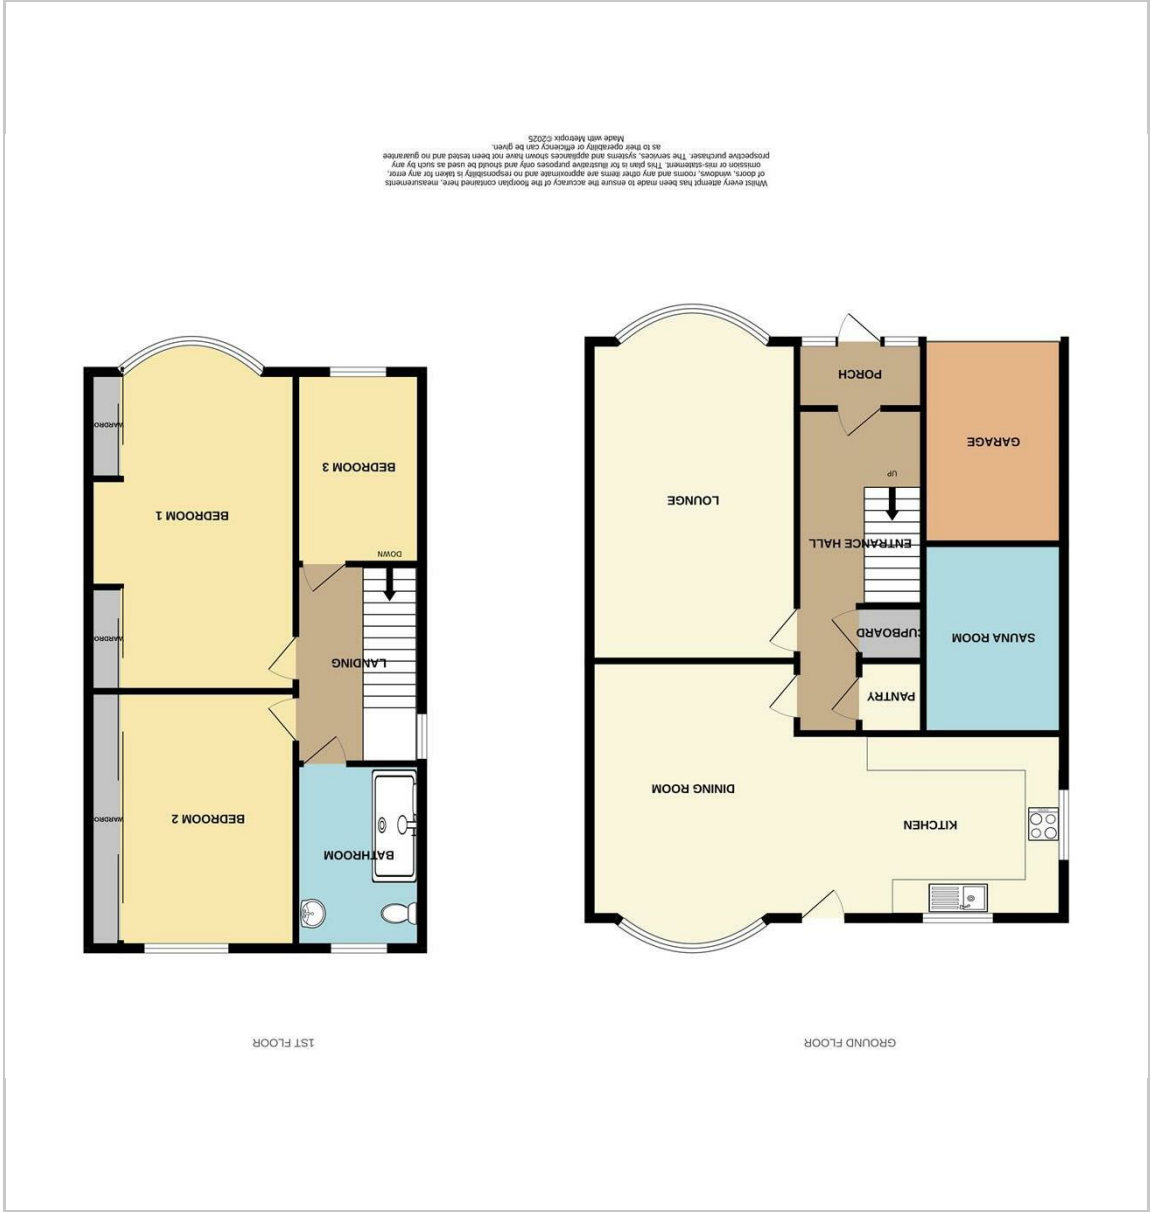 GROUND FLOOR
KITCHEN
DINING ROOM
PANTRY
CUPBOARD
SAUNA ROOM
ENTRANCE HALL
UP
LOUNGE
GARAGE
PORCH
1ST FLOOR
BATHROOM
BEDROOM 2
WARDRO
LANDING
WARDRO
DOWN
BEDROOM 1
BEDROOM 3
WARDRO
Whilst every attempt has been made to ensure the accuracy of the floorplan contained here, measurements
of doors, windows, rooms and any other items are approximate and no responsibility is taken for any error,
omission or mis-statement. This plan is for illustrative purposes only and should be used as such by any
prospective purchaser. The services, systems and appliances shown have not been tested and no guarantee
as to their operability or efficiency can be given.
Made with Metropix ©2025